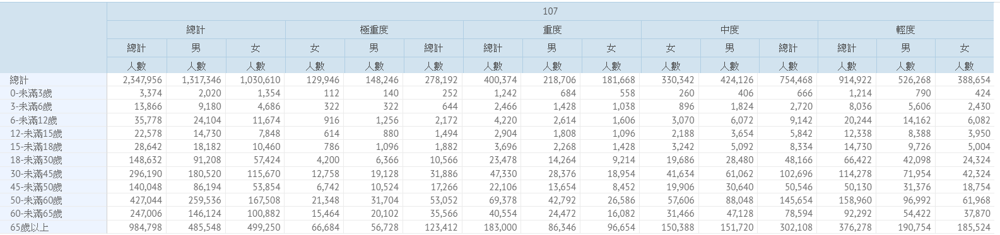 107
總計 極重度 重度 中度 輕度
總計 男 女 女 男 總計 總計 男 女 女 男 總計 總計 男 女
人數 人數 人數 人數 人數 人數 人數 人數 人數 人數 人數 人數 人數 人數 人數
總計 2,347,956 1,317,346 1,030,610 129,946 148,246 278,192 400,374 218,706 181,668 330,342 424,126 754,468 914,922 526,268 388,654
0-未滿3歲 3,374 2,020 1,354 112 140 252 1,242 684 558 260 406 666 1,214 790 424
3-未滿6歲 13,866 9,180 4,686 322 322 644 2,466 1,428 1,038 896 1,824 2,720 8,036 5,606 2,430
6-未滿12歲 35,778 24,104 11,674 916 1,256 2,172 4,220 2,614 1,606 3,070 6,072 9,142 20,244 14,162 6,082
12-未滿15歲 22,578 14,730 7,848 614 880 1,494 2,904 1,808 1,096 2,188 3,654 5,842 12,338 8,388 3,950
15-未滿18歲 28,642 18,182 10,460 786 1,096 1,882 3,696 2,268 1,428 3,242 5,092 8,334 14,730 9,726 5,004
18-未滿30歲 148,632 91,208 57,424 4,200 6,366 10,566 23,478 14,264 9,214 19,686 28,480 48,166 66,422 42,098 24,324
30-未滿45歲 296,190 180,520 115,670 12,758 19,128 31,886 47,330 28,376 18,954 41,634 61,062 102,696 114,278 71,954 42,324
45-未滿50歲 140,048 86,194 53,854 6,742 10,524 17,266 22,106 13,654 8,452 19,906 30,640 50,546 50,130 31,376 18,754
50-未滿60歲 427,044 259,536 167,508 21,348 31,704 53,052 69,378 42,792 26,586 57,606 88,048 145,654 158,960 96,992 61,968
60-未滿65歲 247,006 146,124 100,882 15,464 20,102 35,566 40,554 24,472 16,082 31,466 47,128 78,594 92,292 54,422 37,870
65歲以上 984,798 485,548 499,250 66,684 56,728 123,412 183,000 86,346 96,654 150,388 151,720 302,108 376,278 190,754 185,524